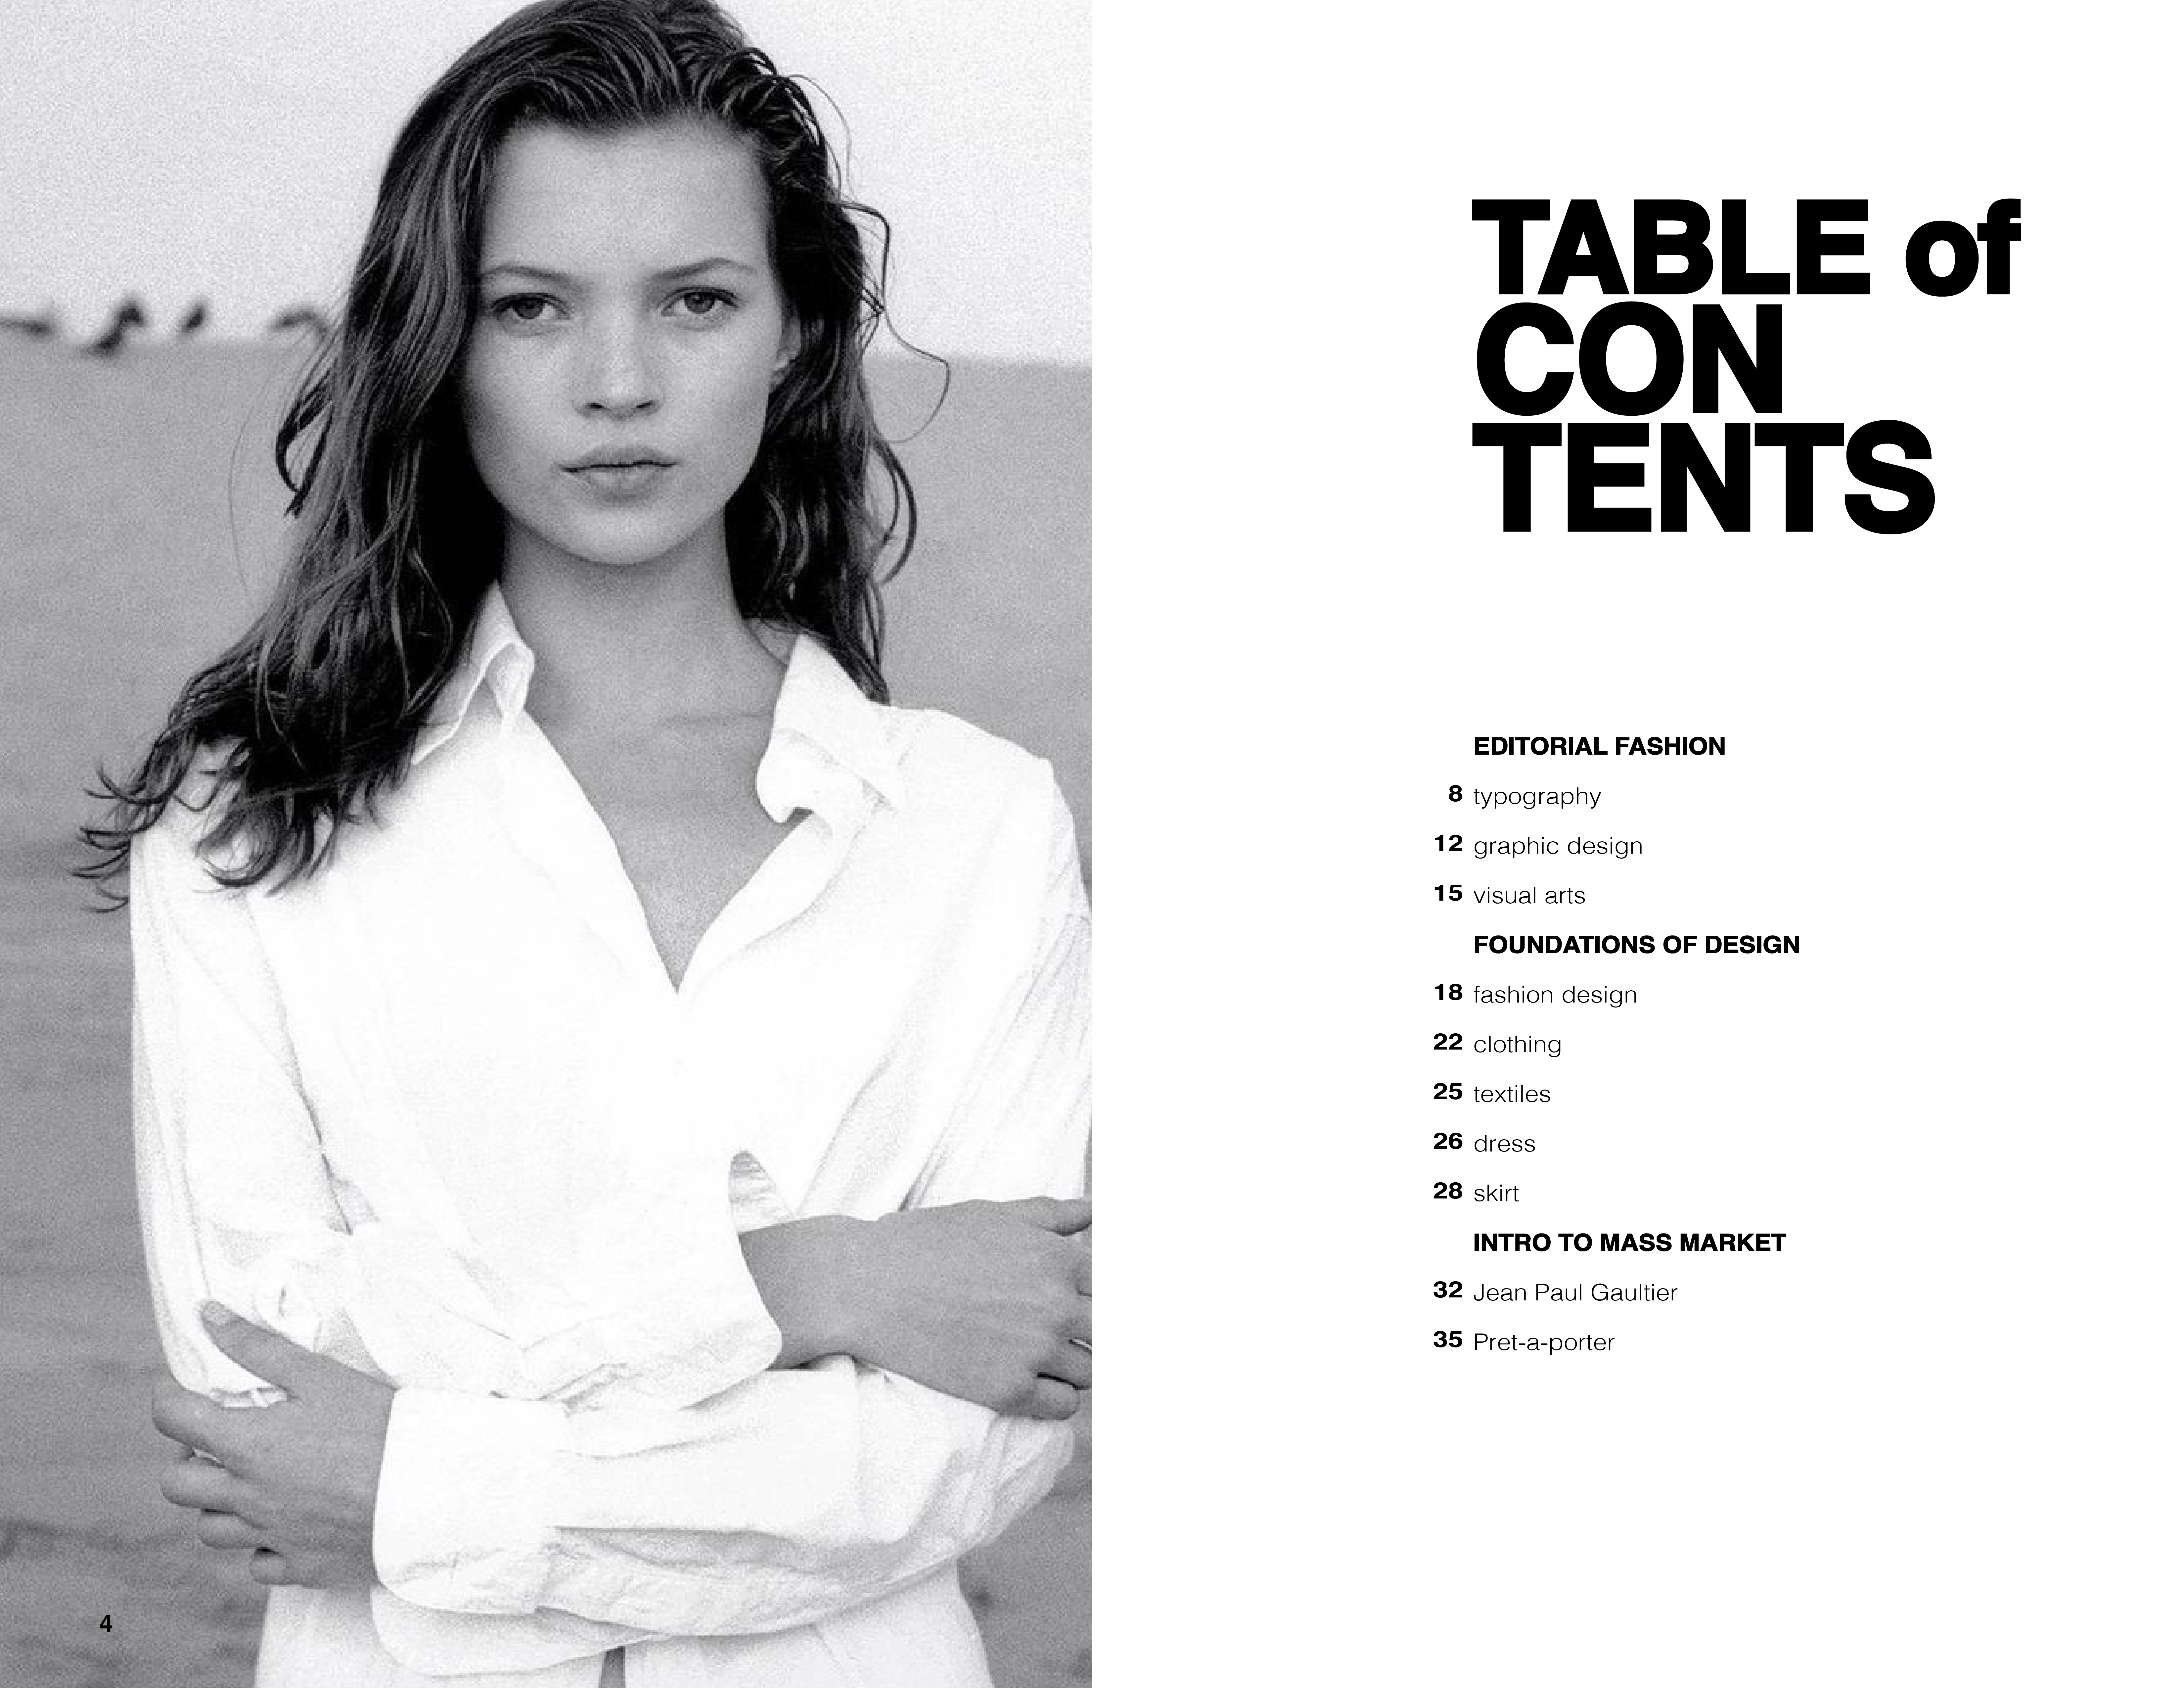 TABLE of
CON
TENTS
EDITORIAL FASHION
8 typography
12 graphic design
15 visual arts
FOUNDATIONS OF DESIGN
18 fashion design
22 clothing
25 textiles
26 dress
28 skirt
INTRO TO MASS MARKET
32 Jean Paul Gaultier
35 Pret-a-porter
4